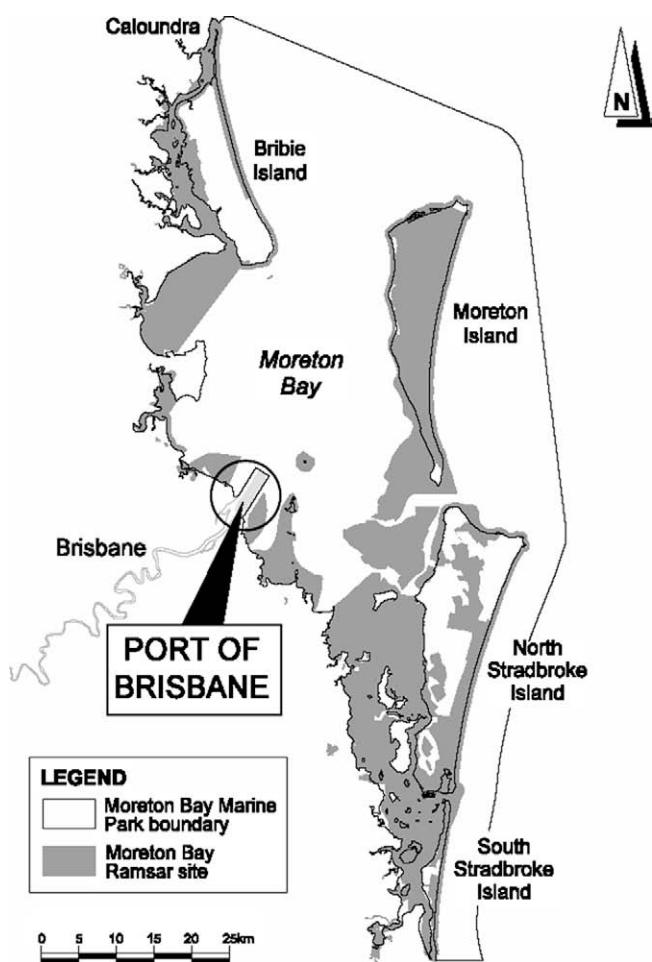 Caloundra
N
Bribie
Island
Moreton
Island
Moreton
Bay
Brisbane
PORT OF
BRISBANE
North
Stradbroke
Island
LEGEND
Moreton Bay Marine
Park boundary
Moreton Bay
Ramsar site
South
Stradbroke
Island
0 5 10 15 20 25km